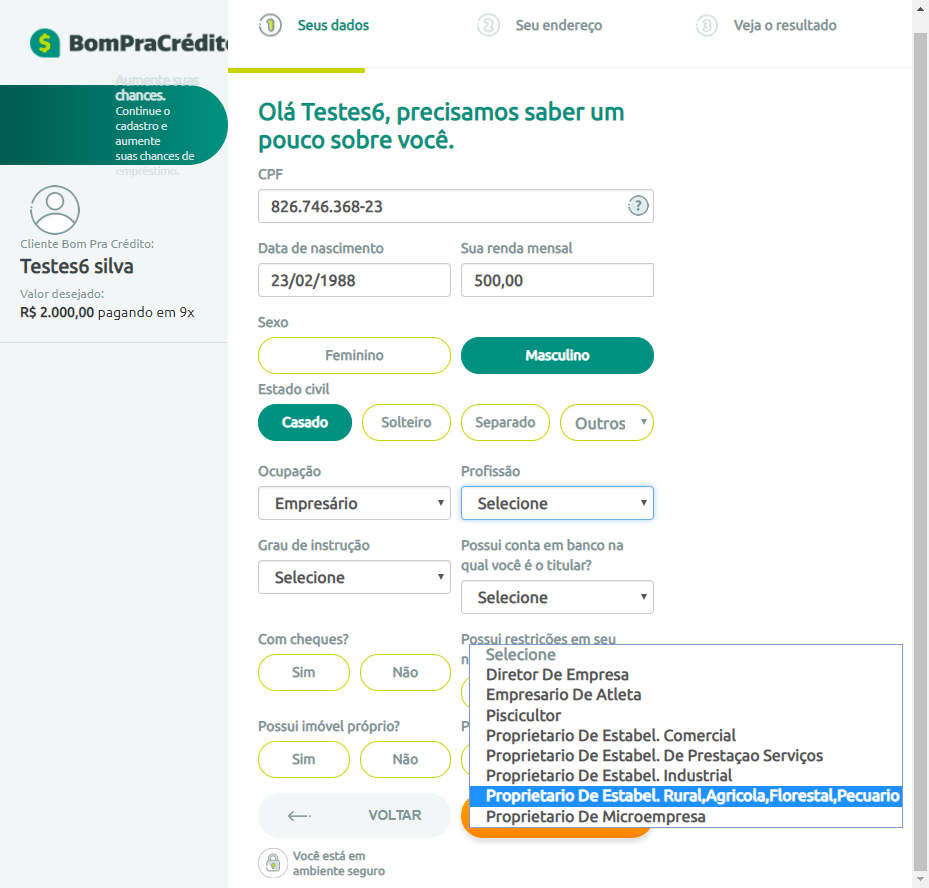 BomPraCrédito
1 Seus dados
2 Seu endereço
3 Veja o resultado
Aumente suas
chances.
Continue o
cadastro e
aumente
suas chances de
empréstimo.
Cliente Bom Pra Crédito:
Testes6 silva
Valor desejado:
R$ 2.000,00 pagando em 9x
Olá Testes6, precisamos saber um
pouco sobre você.
CPF
826.746.368-23 ?
Data de nascimento
Sua renda mensal
23/02/1988
500,00
Sexo
Feminino
Masculino
Estado civil
Casado
Solteiro
Separado
Outros
Ocupação
Profissão
Empresário
Selecione
Grau de instrução
Possui conta em banco na
qual você é o titular?
Selecione
Selecione
Com cheques?
Possui restrições em seu
Sim
Não
Possui imóvel próprio?
Sim
Não
Selecione
Diretor De Empresa
Empresario De Atleta
Piscicultor
Proprietario De Estabel. Comercial
Proprietario De Estabel. De Prestaçao Serviços
Proprietario De Estabel. Industrial
Proprietario De Estabel. Rural,Agricola,Florestal,Pecuario
Proprietario De Microempresa
VOLTAR
Você está em
ambiente seguro